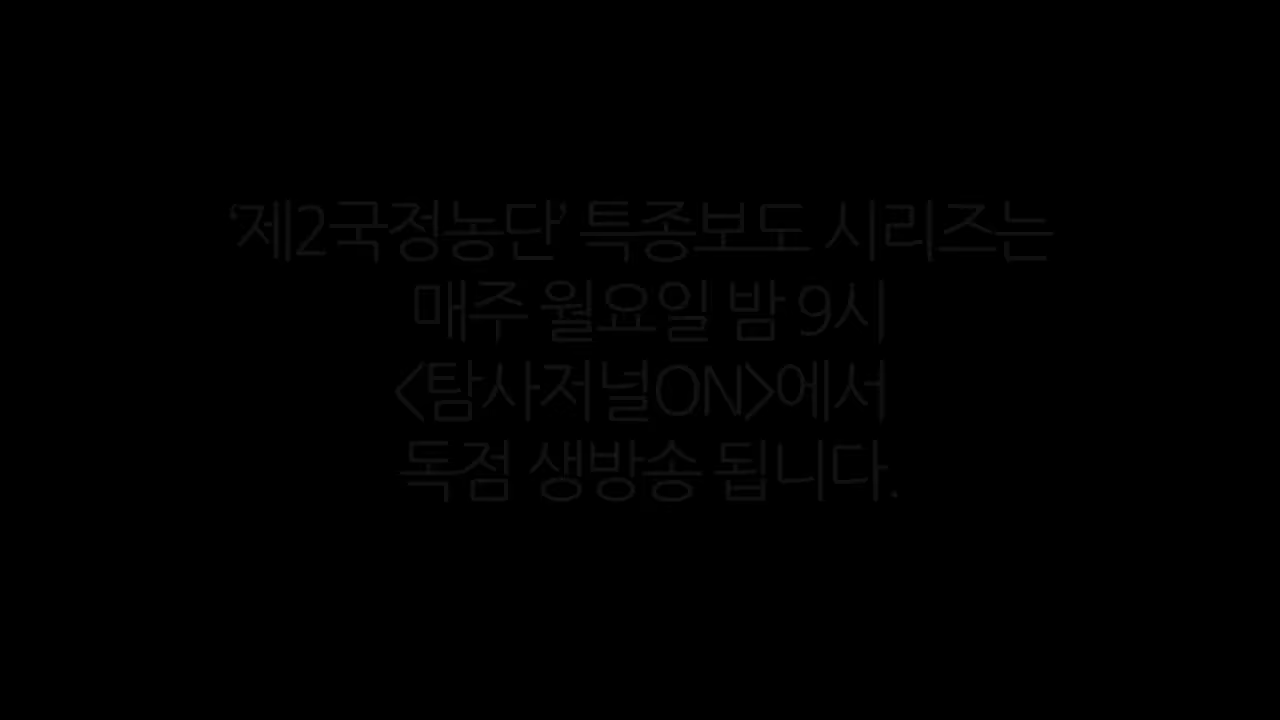 '제2국정농단' 특종보도 시리즈는
매주 월요일 밤 9시
<탐사저널ON>에서
독점 생방송 됩니다.